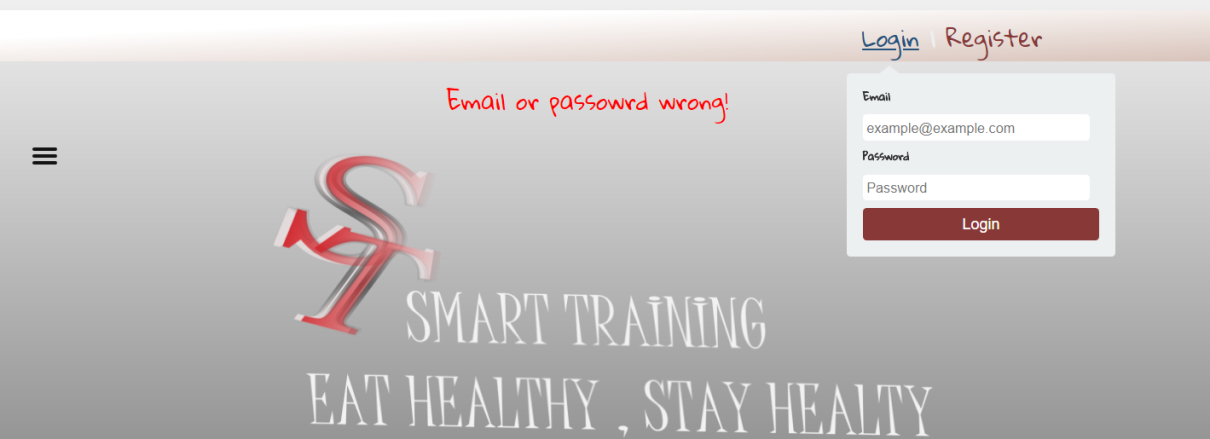 Login | Register
Email or passowrd wrong!
Email
example@example.com
Password
Password
Login
ST
SMART TRAINING
EAT HEALTHY , STAY HEALTY